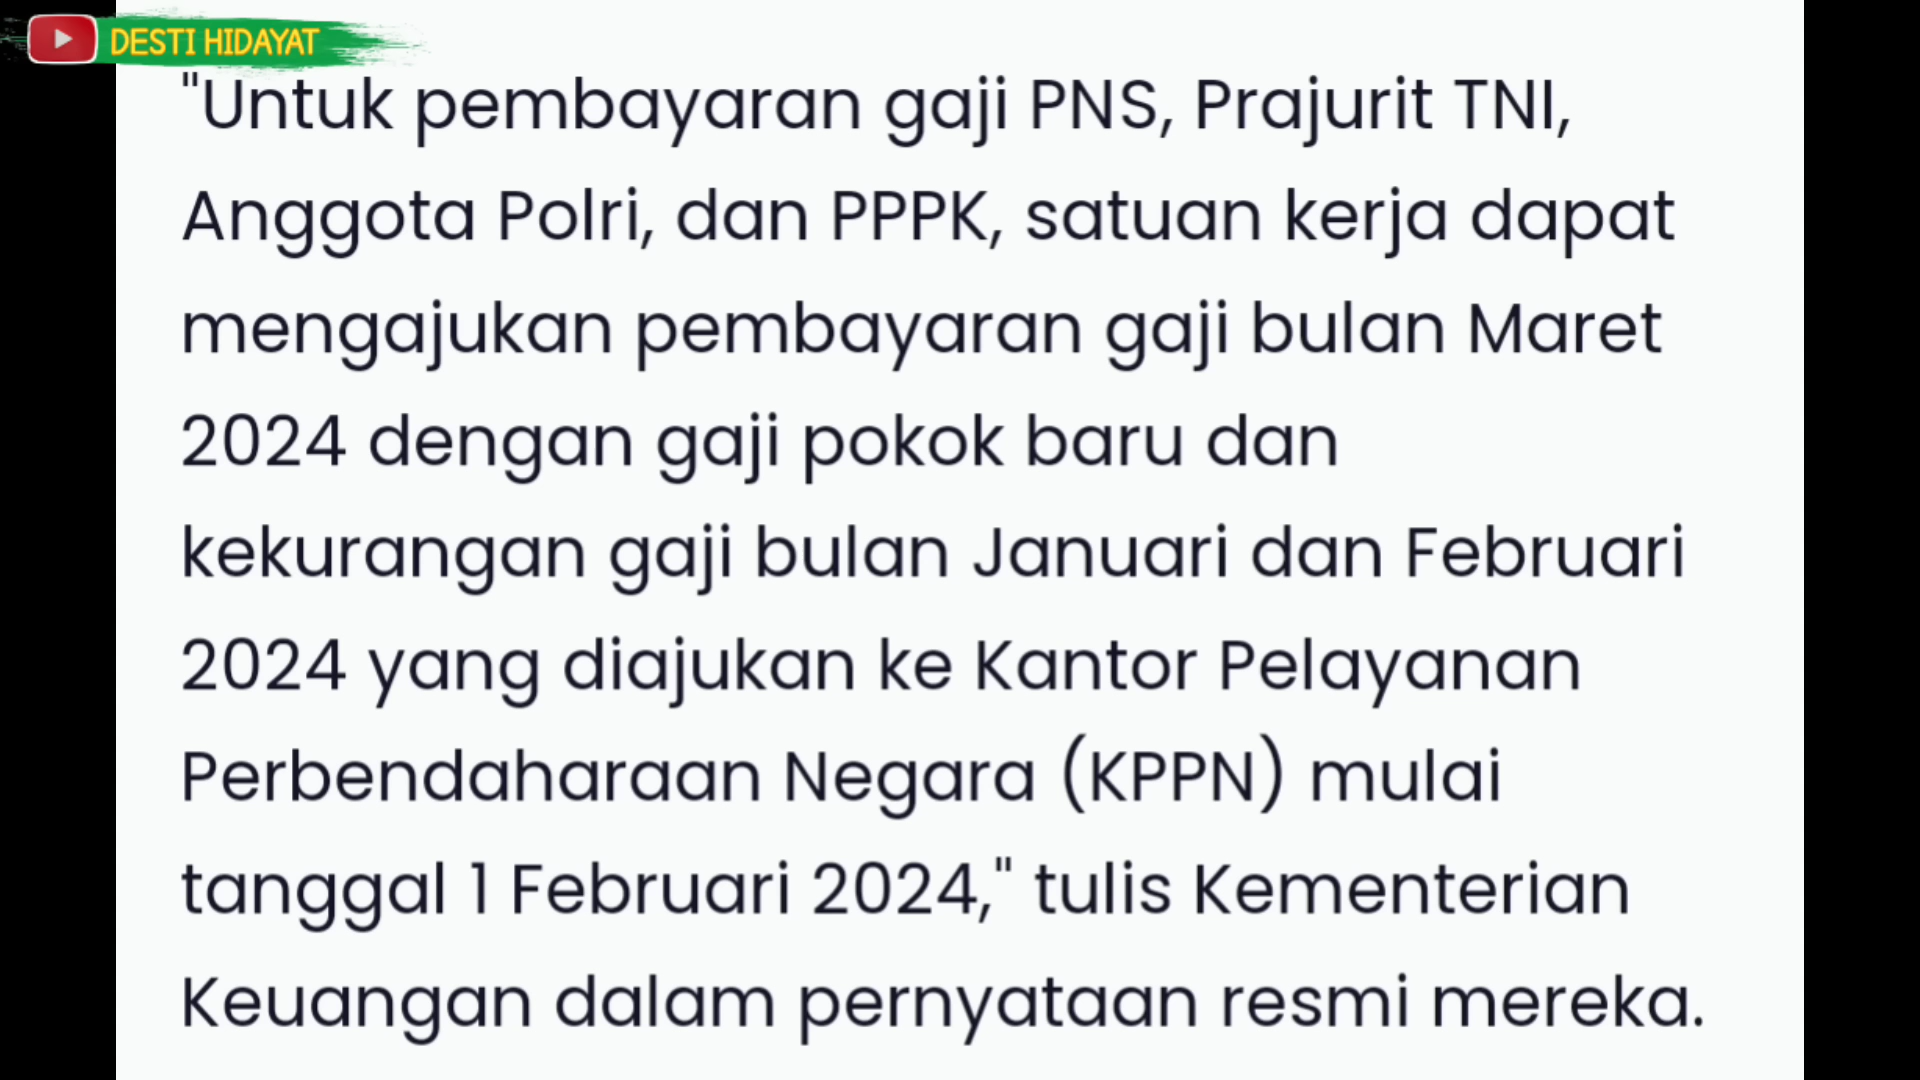 DESTI HIDAYAT
"Untuk pembayaran gaji PNS, Prajurit TNI,
Anggota Polri, dan PPPK, satuan kerja dapat
mengajukan pembayaran gaji bulan Maret
2024 dengan gaji pokok baru dan
kekurangan gaji bulan Januari dan Februari
2024 yang diajukan ke Kantor Pelayanan
Perbendaharaan Negara (KPPN) mulai
tanggal 1 Februari 2024," tulis Kementerian
Keuangan dalam pernyataan resmi mereka.